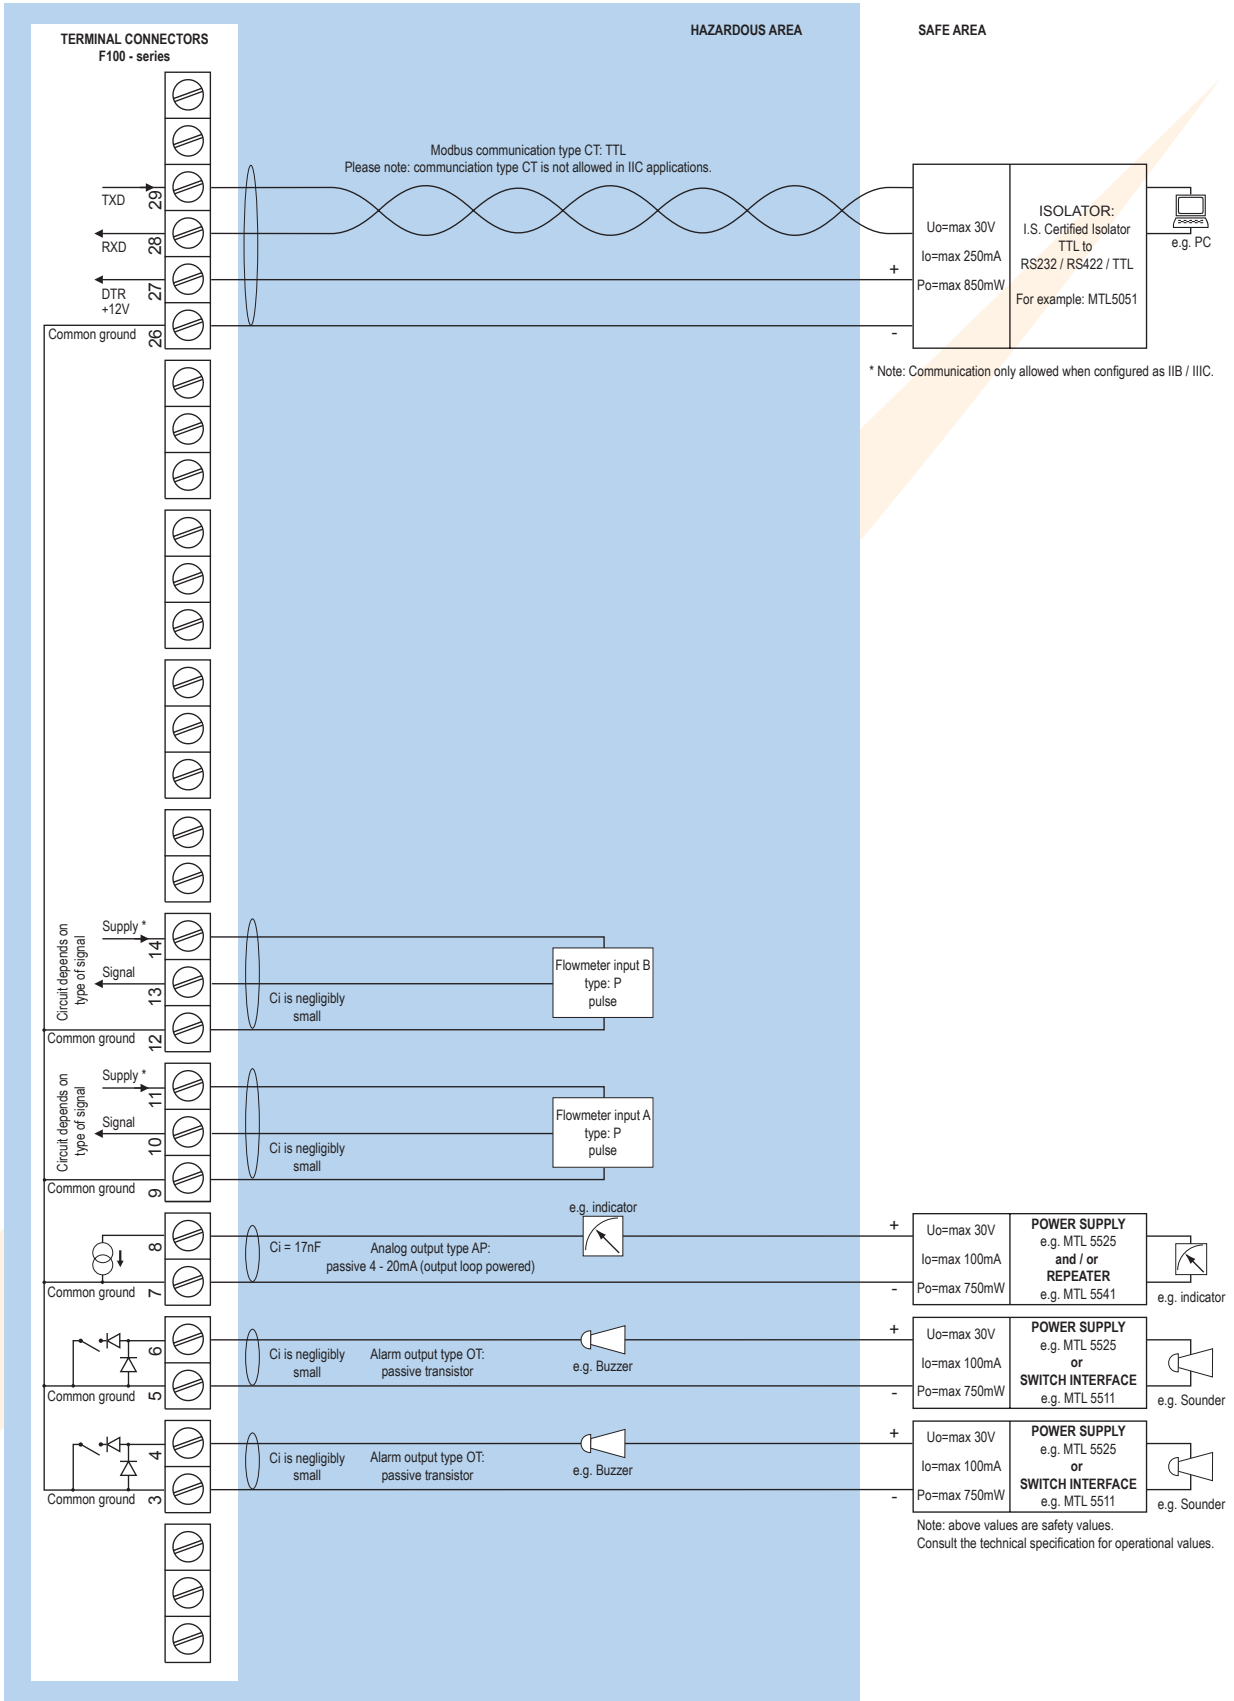 TERMINAL CONNECTORS
F100 - series
HAZARDOUS AREA
SAFE AREA
Modbus communication type CT: TTL
Please note: communciation type CT is not allowed in IIC applications.
TXD
29
RXD
28
DTR
+12V
27
Common ground
26
+
-
Uo=max 30V
Io=max 250mA
Po=max 850mW
ISOLATOR:
I.S. Certified Isolator
TTL to
RS232 / RS422 / TTL
For example: MTL5051
e.g. PC
* Note: Communication only allowed when configured as IIB / IIIC.
Circuit depends on
type of signal
Supply *
14
Signal
13
Common ground
12
Ci is negligibly
small
Flowmeter input B
type: P
pulse
Circuit depends on
type of signal
Supply *
11
Signal
10
Common ground
9
Ci is negligibly
small
Flowmeter input A
type: P
pulse
8
Common ground
7
Ci = 17nF
Analog output type AP:
passive 4 - 20mA (output loop powered)
e.g. indicator
+
-
Uo=max 30V
Io=max 100mA
Po=max 750mW
POWER SUPPLY
e.g. MTL 5525
and / or
REPEATER
e.g. MTL 5541
e.g. indicator
6
Common ground
5
Ci is negligibly
small
Alarm output type OT:
passive transistor
e.g. Buzzer
+
-
Uo=max 30V
Io=max 100mA
Po=max 750mW
POWER SUPPLY
e.g. MTL 5525
or
SWITCH INTERFACE
e.g. MTL 5511
e.g. Sounder
4
Common ground
3
Ci is negligibly
small
Alarm output type OT:
passive transistor
e.g. Buzzer
+
-
Uo=max 30V
Io=max 100mA
Po=max 750mW
POWER SUPPLY
e.g. MTL 5525
or
SWITCH INTERFACE
e.g. MTL 5511
e.g. Sounder
Note: above values are safety values.
Consult the technical specification for operational values.